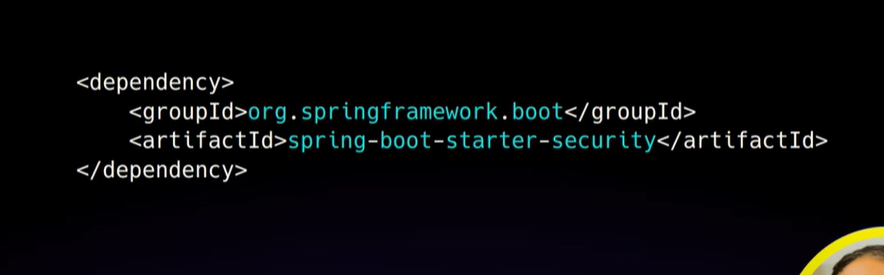 <dependency>
    <groupId>org.springframework.boot</groupId>
    <artifactId>spring-boot-starter-security</artifactId>
</dependency>